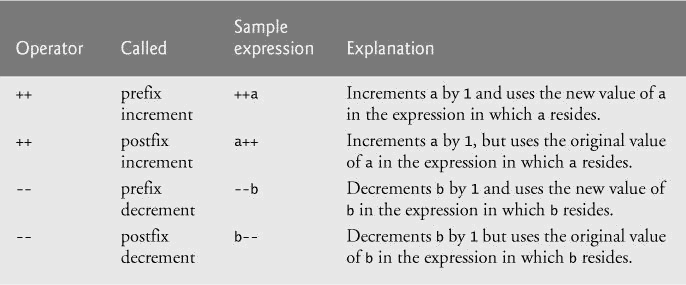 Operator Called Sample expression Explanation
++ prefix increment ++a Increments a by 1 and uses the new value of a
in the expression in which a resides.
++ postfix increment a++ Increments a by 1, but uses the original value
of a in the expression in which a resides.
-- prefix decrement --b Decrements b by 1 and uses the new value of
b in the expression in which b resides.
-- postfix decrement b-- Decrements b by 1 but uses the original value
of b in the expression in which b resides.